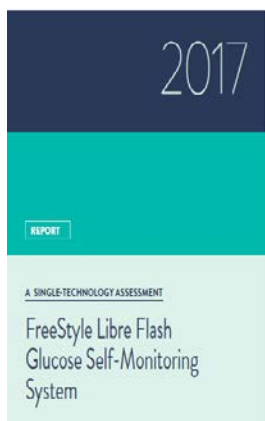 2017
REPORT
A SINGLE-TECHNOLOGY ASSESSMENT
FreeStyle Libre Flash
Glucose Self-Monitoring
System